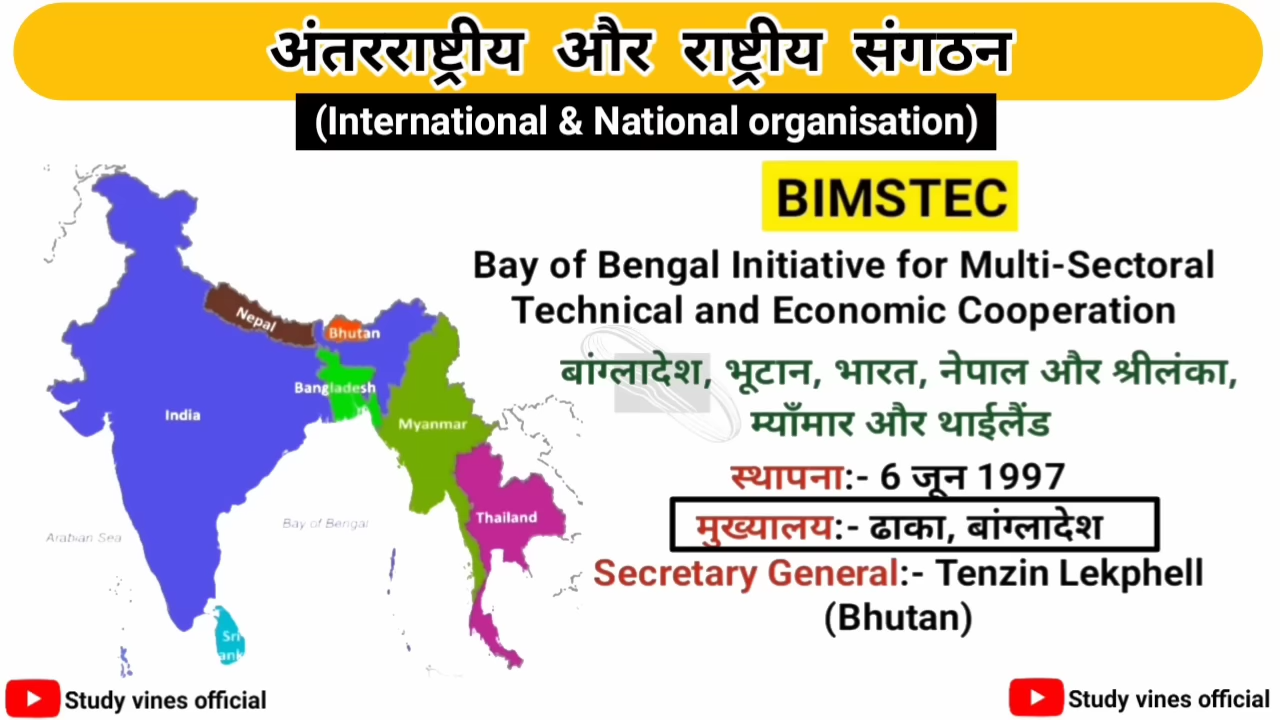 अंतरराष्ट्रीय और राष्ट्रीय संगठन
(International & National organisation)
BIMSTEC
Bay of Bengal Initiative for Multi-Sectoral
Technical and Economic Cooperation
बांग्लादेश, भूटान, भारत, नेपाल और श्रीलंका,
म्याँमार और थाईलैंड
स्थापना:- 6 जून 1997
मुख्यालय:- ढाका, बांग्लादेश
Secretary General:- Tenzin Lekphell
(Bhutan)
Nepal
Bhutan
Bangladesh
India
Myanmar
Thailand
Bay of Bengal
Arabian Sea
Sri
ank
Study vines official
Study vines official